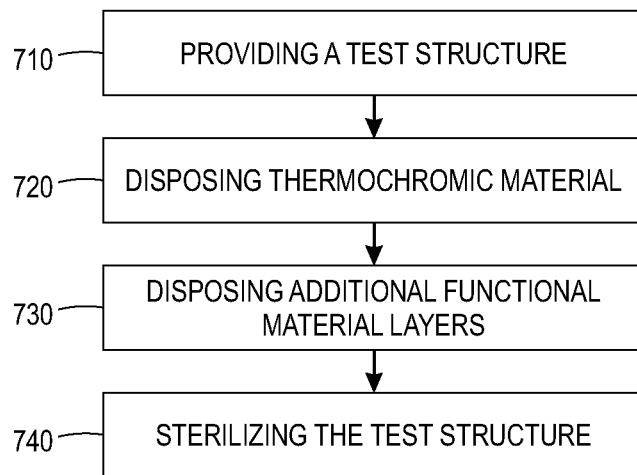 710
PROVIDING A TEST STRUCTURE
720
DISPOSING THERMOCHROMIC MATERIAL
730
DISPOSING ADDITIONAL FUNCTIONAL
MATERIAL LAYERS
740
STERILIZING THE TEST STRUCTURE